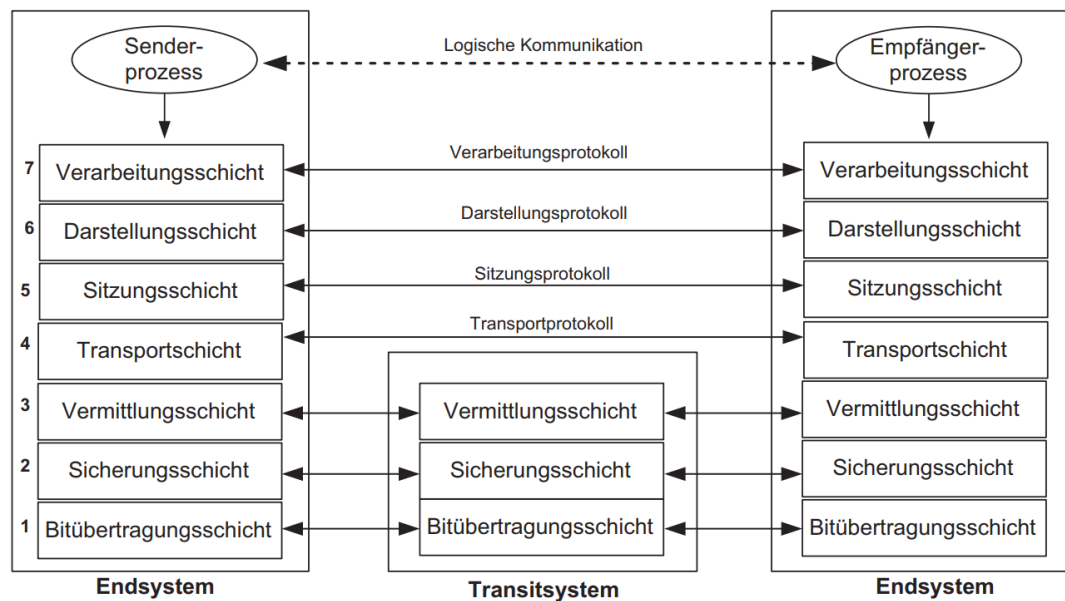 Sender-
prozess
Logische Kommunikation
Empfänger-
prozess
7 Verarbeitungsschicht
Verarbeitungsprotokoll
Verarbeitungsschicht
6 Darstellungsschicht
Darstellungsprotokoll
Darstellungsschicht
5 Sitzungsschicht
Sitzungsprotokoll
Sitzungsschicht
4 Transportschicht
Transportprotokoll
Transportschicht
3 Vermittlungsschicht
Vermittlungsschicht
Vermittlungsschicht
2 Sicherungsschicht
Sicherungsschicht
Sicherungsschicht
1 Bitübertragungsschicht
Bitübertragungsschicht
Bitübertragungsschicht
Endsystem
Transitsystem
Endsystem